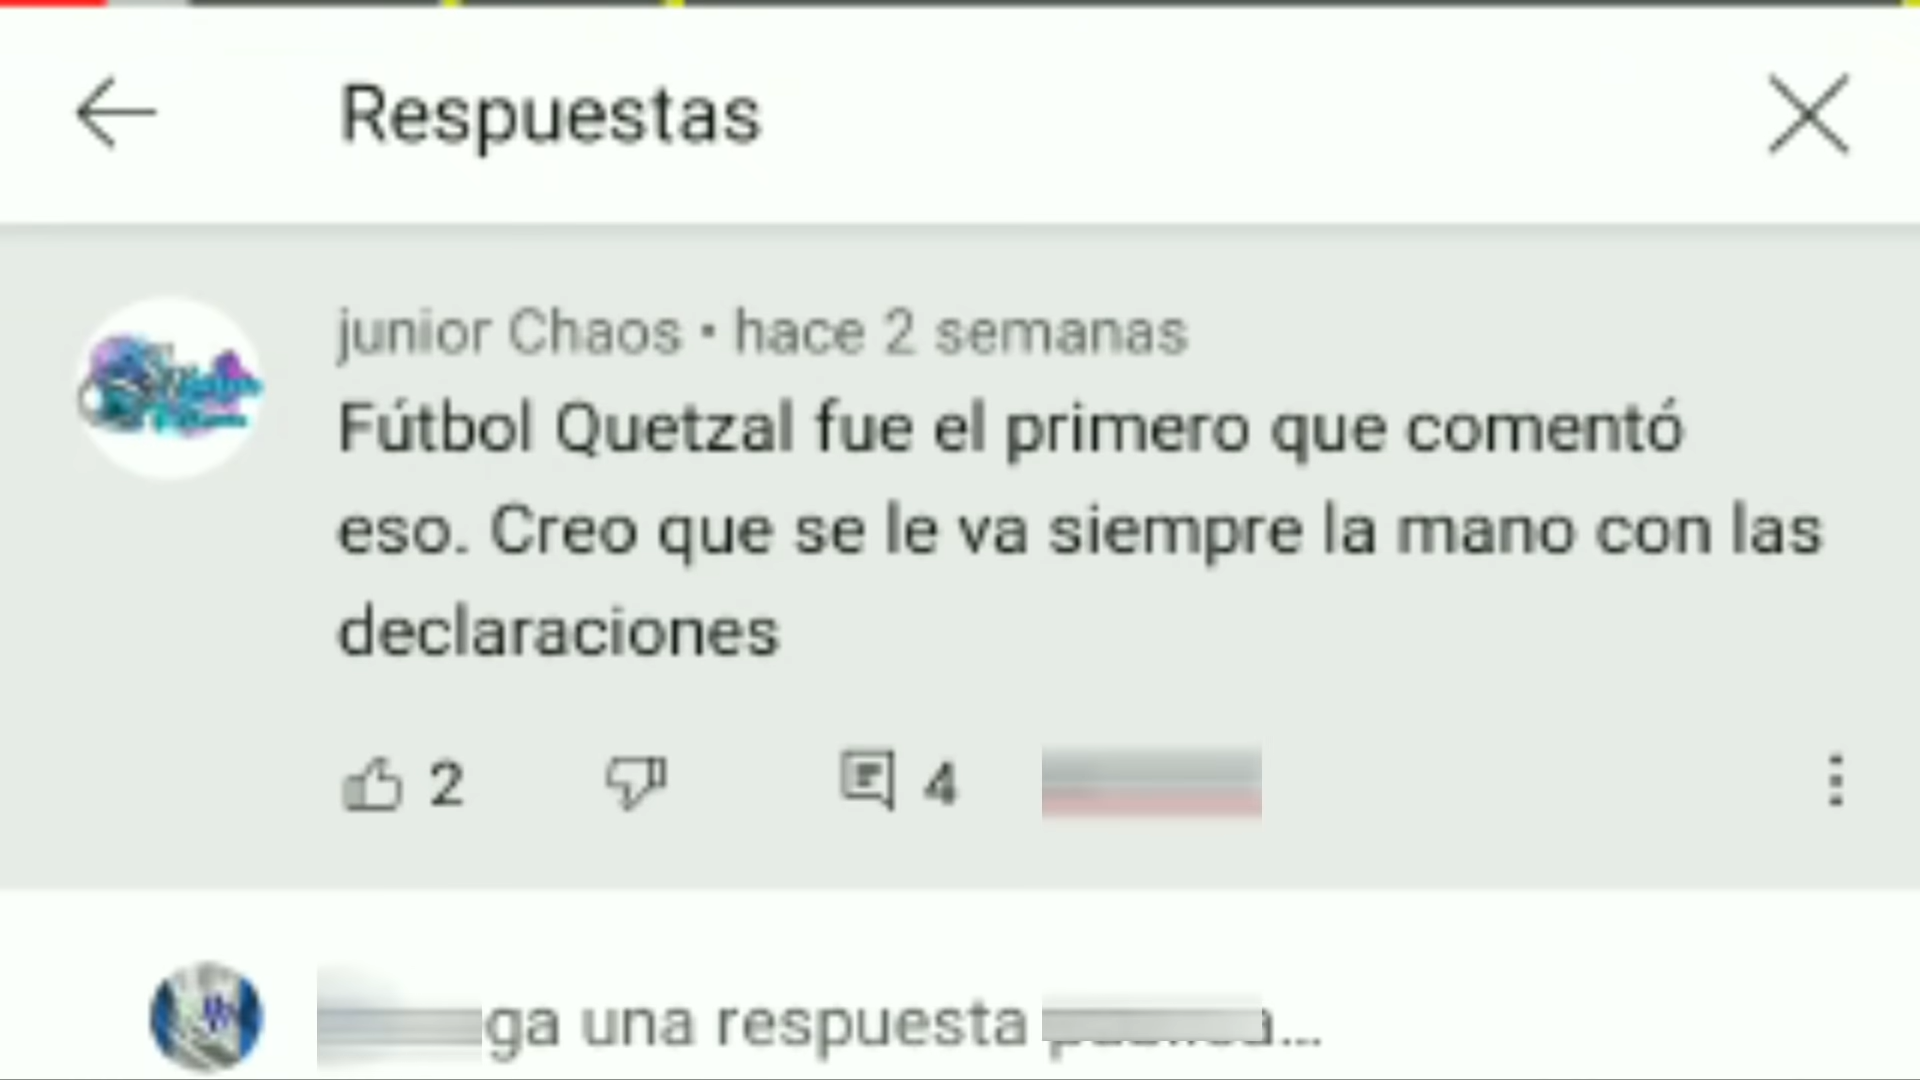 Respuestas
junior Chaos • hace 2 semanas
Fútbol Quetzal fue el primero que comentó
eso. Creo que se le va siempre la mano con las
declaraciones
2 4
una respuesta